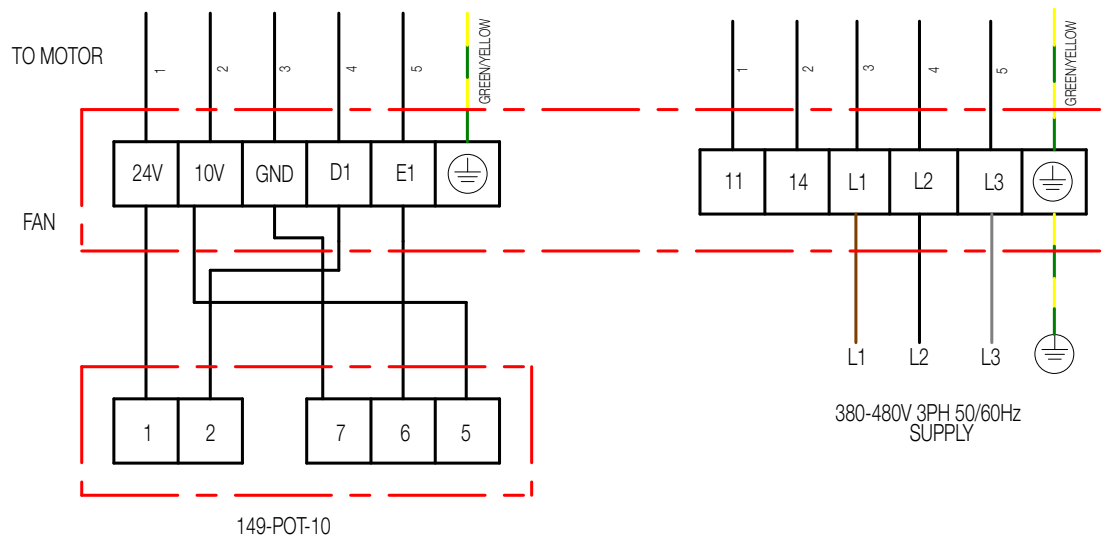 TO MOTOR
1
2
3
4
5
GREEN/YELLOW
1
2
3
4
5
GREEN/YELLOW
24V
10V
GND
D1
E1
11
14
L1
L2
L3
FAN
L1
L2
L3
1
2
7
6
5
380-480V 3PH 50/60Hz
SUPPLY
149-POT-10